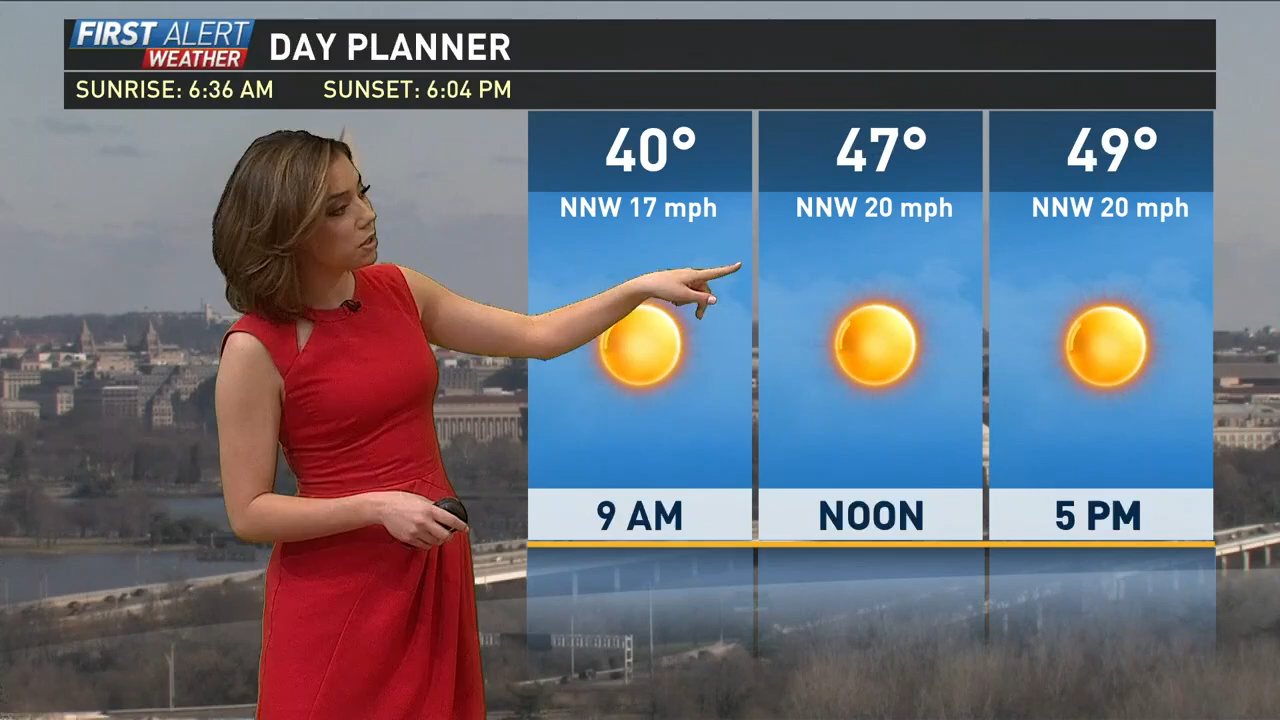 FIRST ALERT
WEATHER
DAY PLANNER
SUNRISE: 6:36 AM SUNSET: 6:04 PM
40° 47° 49°
NNW 17 mph NNW 20 mph NNW 20 mph
9 AM NOON 5 PM